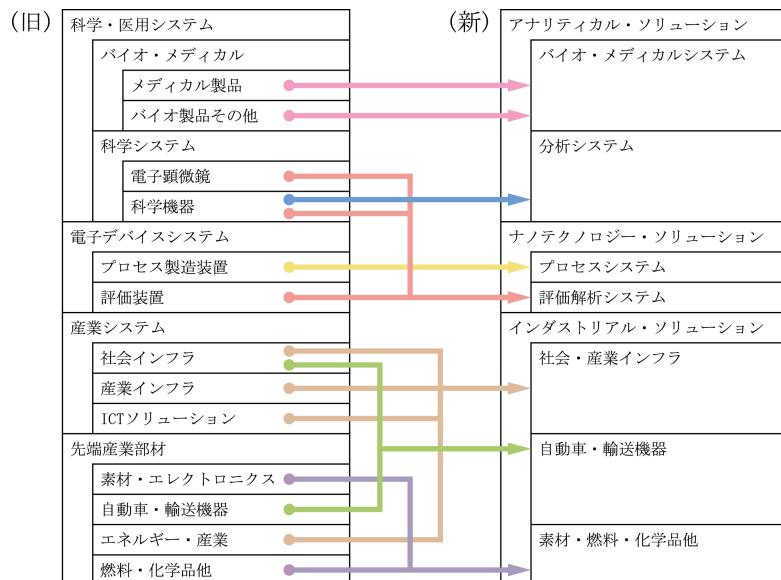 (旧)
科学・医用システム
バイオ・メディカル
メディカル製品
バイオ製品その他
科学システム
電子顕微鏡
科学機器
電子デバイスシステム
プロセス製造装置
評価装置
産業システム
社会インフラ
産業インフラ
ICTソリューション
先端産業部材
素材・エレクトロニクス
自動車・輸送機器
エネルギー・産業
燃料・化学品他
(新)
アナリティカル・ソリューション
バイオ・メディカルシステム
分析システム
ナノテクノロジー・ソリューション
プロセスシステム
評価解析システム
インダストリアル・ソリューション
社会・産業インフラ
自動車・輸送機器
素材・燃料・化学品他